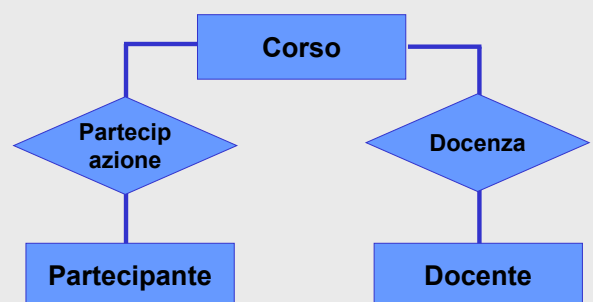 Corso
Partecip
azione
Docenza
Partecipante
Docente